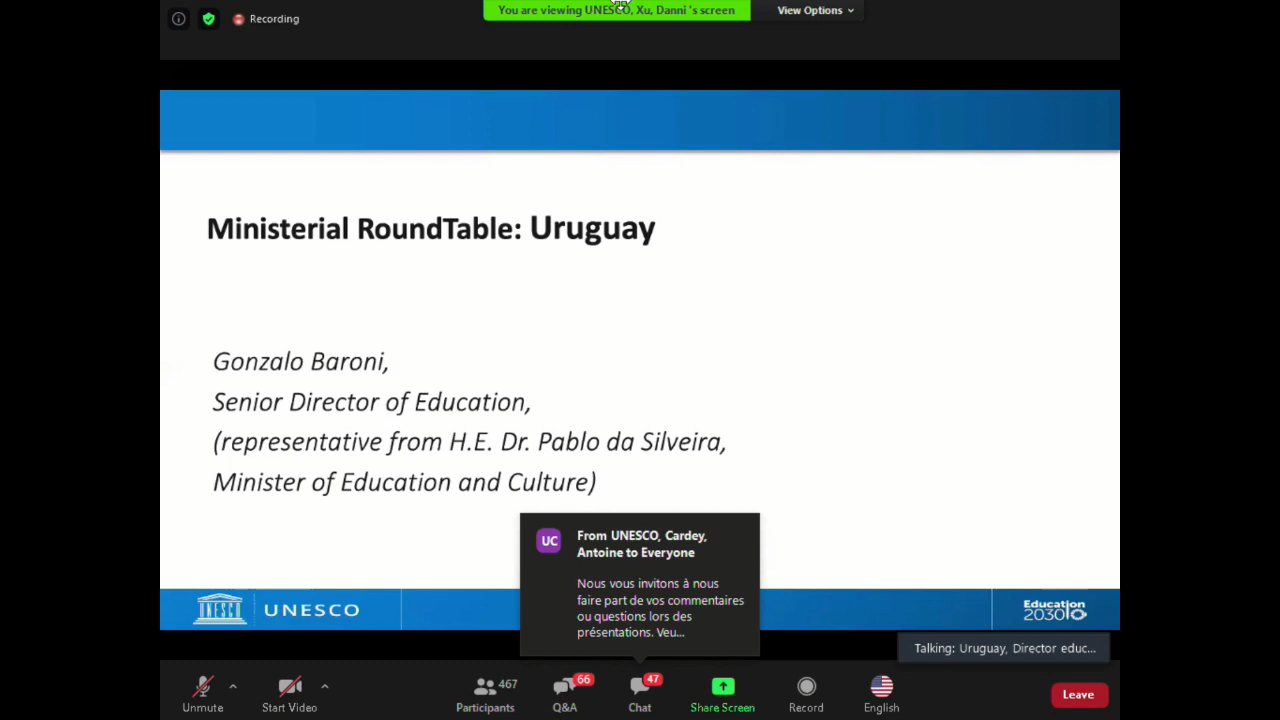 Recording
You are viewing UNESCO, Xu, Danni 's screen
View Options
Ministerial RoundTable: Uruguay
Gonzalo Baroni,
Senior Director of Education,
(representative from H.E. Dr. Pablo da Silveira,
Minister of Education and Culture)
UC
From UNESCO, Cardey,
Antoine to Everyone
Nous vous invitons à nous
faire part de vos commentaires
ou questions lors des
présentations. Veu...
UNESCO
UNESCO
Education
2030
Talking: Uruguay, Director educ...
Unmute
Start Video
467
Participants
66
Q&A
47
Chat
Share Screen
Record
English
Leave